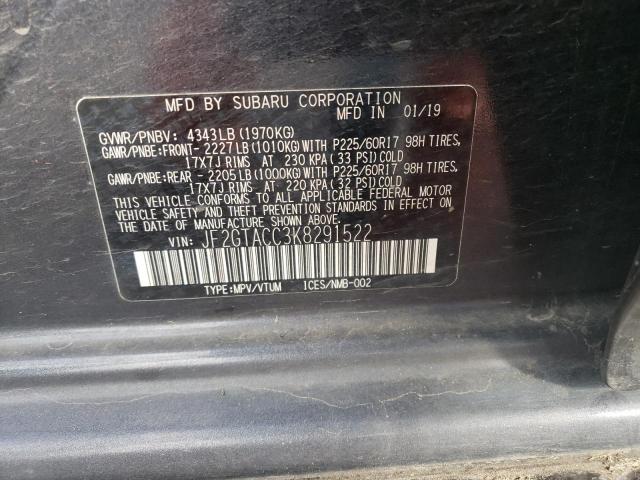 MFD BY SUBARU CORPORATION
MFD IN 01/19
GVWR/PNBV: 4343LB (1970KG)
GAWR/PNBE:FRONT- 2227LB (1010KG) WITH P225/60R17 98H TIRES,
17X7J RIMS AT 230 KPA (33 PSI) COLD
GAWR/PNBE:REAR - 2205LB (1000KG) WITH P225/60R17 98H TIRES,
17X7J RIMS AT 220 KPA (32 PSI) COLD
THIS VEHICLE CONFORMS TO ALL APPLICABLE FEDERAL MOTOR
VEHICLE SAFETY AND THEFT PREVENTION STANDARDS IN EFFECT ON
THE DATE OF MANUFACTURE SHOWN ABOVE.
VIN: JF2GTACC3K8291522
TYPE:MPV/VTUM ICES/NMB-002